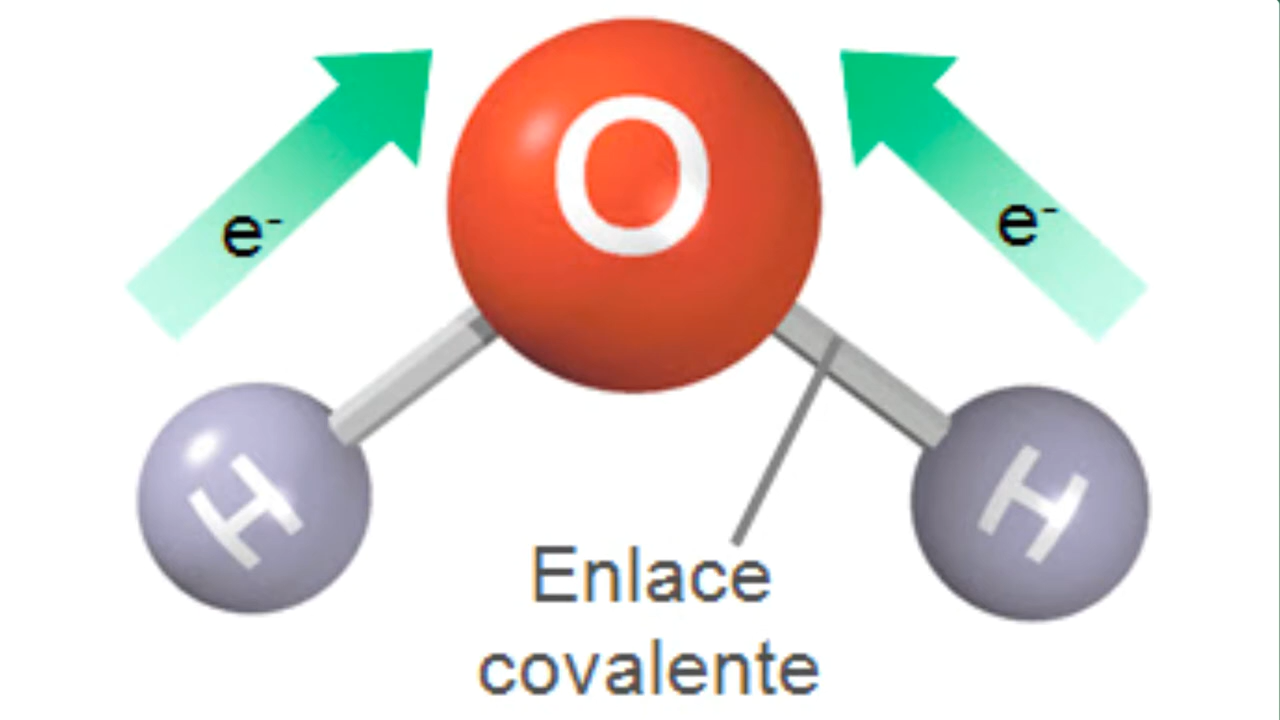 O
e⁻
e⁻
H
H
Enlace
covalente